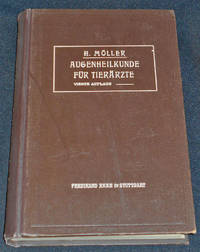 H. MÖLLER
AUGENHEILKUNDE
FÜR TIERÄRZTE
VIERTE AUFLAGE
FERDINAND ENKE IN STUTTGART